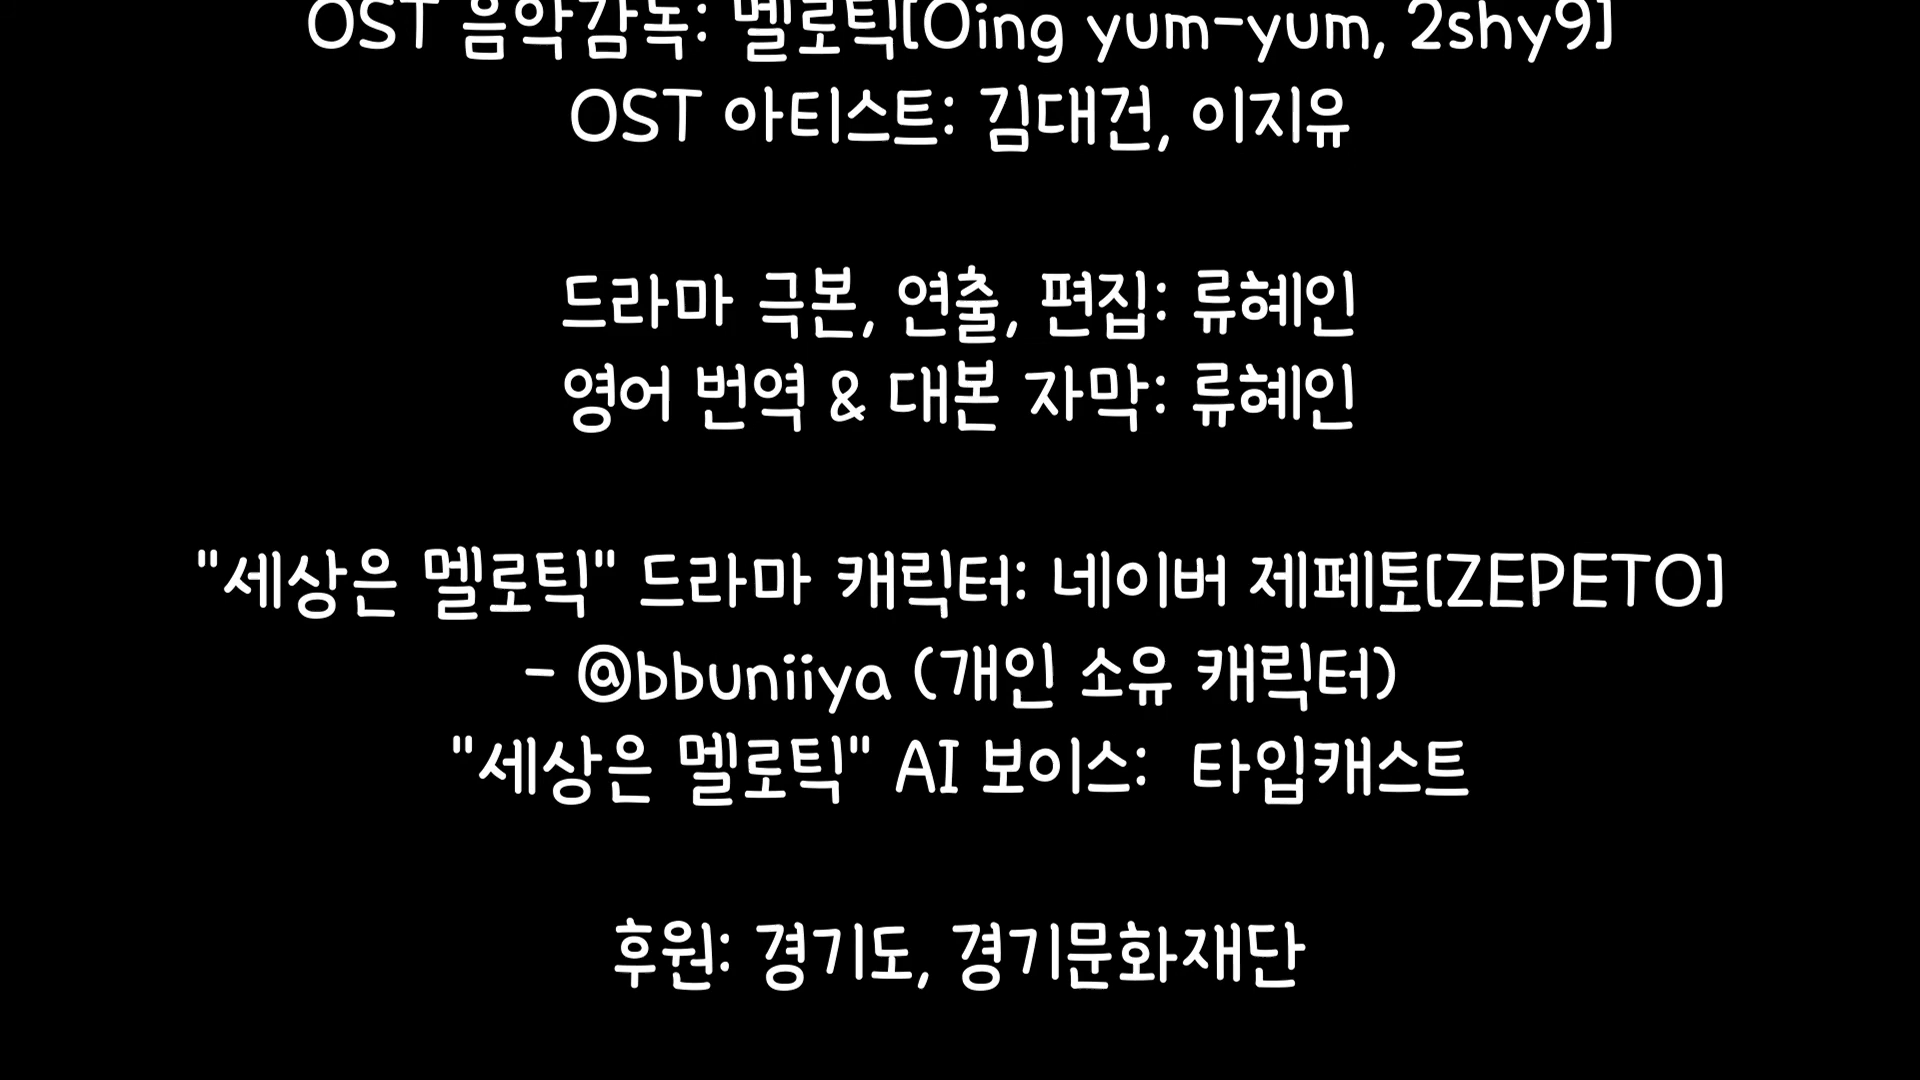 OST 음악감독: 멜로틱[Oing yum-yum, 2shy9]
OST 아티스트: 김대건, 이지유
드라마 극본, 연출, 편집: 류혜인
영어 번역 & 대본 자막: 류혜인
"세상은 멜로틱" 드라마 캐릭터: 네이버 제페토[ZEPETO]
- @bbuniiya (개인 소유 캐릭터)
"세상은 멜로틱" AI 보이스: 타입캐스트
후원: 경기도, 경기문화재단